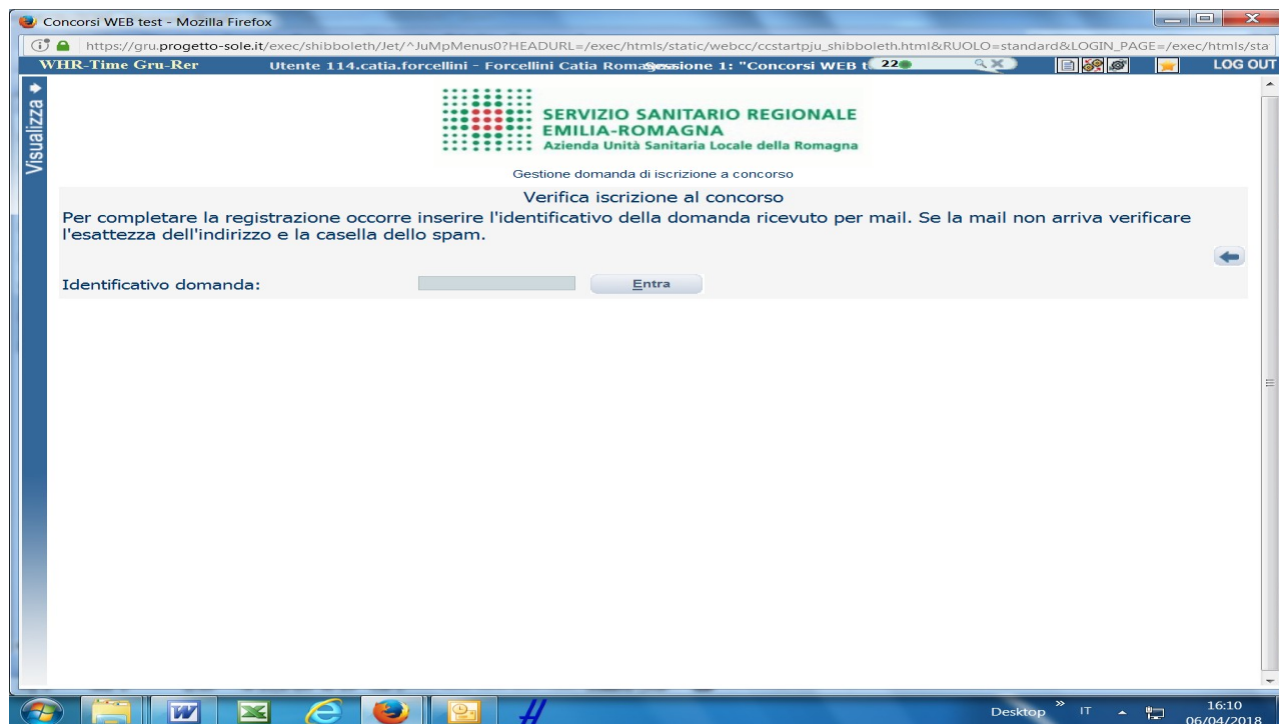 Concorsi WEB test - Mozilla Firefox
https://gru.progetto-sole.it/exec/shibboleth/Jet/^JuMpMenus0?HEADURL=/exec/htmls/static/webcc/ccstartpju_shibboleth.html&RUOLO=standard&LOGIN_PAGE=/exec/htmls/sta
WHR-Time Gru-Rer Utente 114.catia.forcellini - Forcellini Catia Romagna Sessione 1: "Concorsi WEB t 22 LOG OUT
Visualizza
SERVIZIO SANITARIO REGIONALE
EMILIA-ROMAGNA
Azienda Unità Sanitaria Locale della Romagna
Gestione domanda di iscrizione a concorso
Verifica iscrizione al concorso
Per completare la registrazione occorre inserire l'identificativo della domanda ricevuto per mail. Se la mail non arriva verificare
l'esattezza dell'indirizzo e la casella dello spam.
Identificativo domanda: Entra
Desktop » IT 16:10
06/04/2018